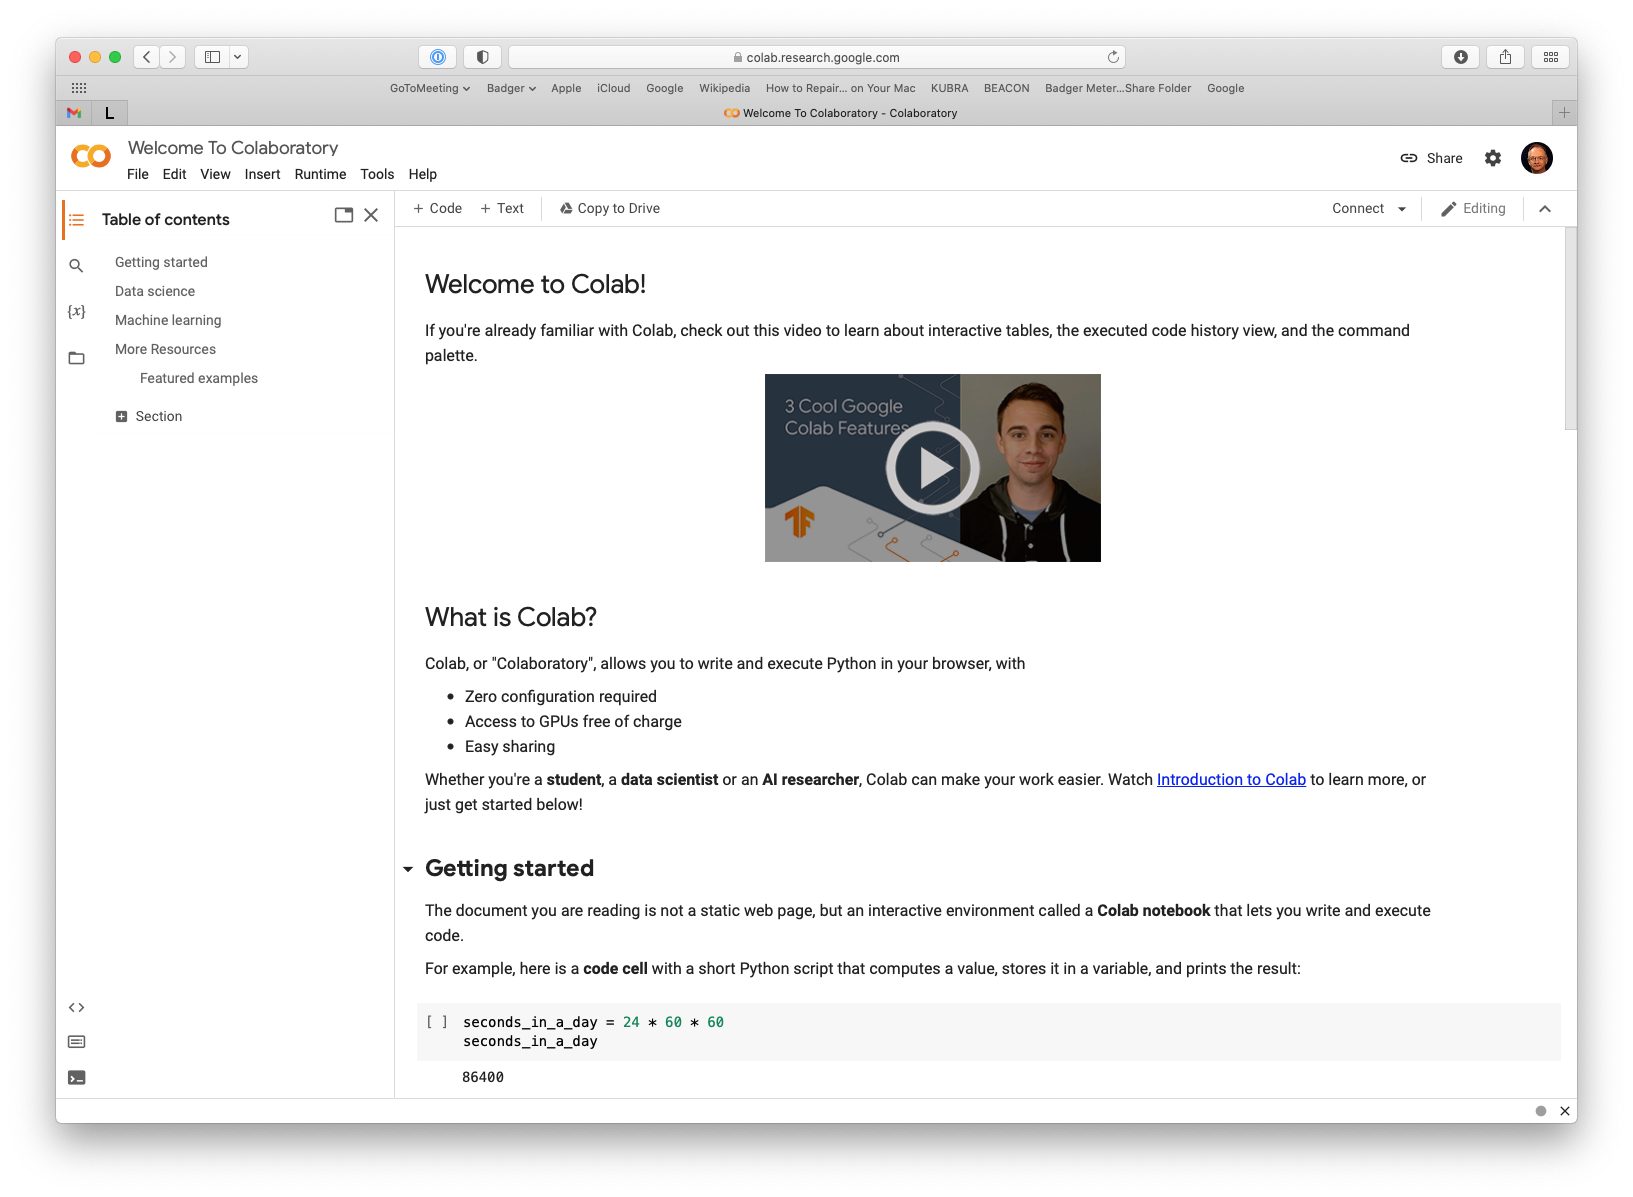 colab.research.google.com
GoToMeeting Badger Apple iCloud Google Wikipedia How to Repair... on Your Mac KUBRA BEACON Badger Meter...Share Folder Google
L Welcome To Colaboratory - Colaboratory
Welcome To Colaboratory
File Edit View Insert Runtime Tools Help
Share
Table of contents
Getting started
Data science
Machine learning
More Resources
Featured examples
Section
{x}
+ Code + Text Copy to Drive Connect Editing
Welcome to Colab!
If you're already familiar with Colab, check out this video to learn about interactive tables, the executed code history view, and the command
palette.
3 Cool Google
Colab Features
What is Colab?
Colab, or "Colaboratory", allows you to write and execute Python in your browser, with
• Zero configuration required
• Access to GPUs free of charge
• Easy sharing
Whether you're a student, a data scientist or an AI researcher, Colab can make your work easier. Watch Introduction to Colab to learn more, or
just get started below!
Getting started
The document you are reading is not a static web page, but an interactive environment called a Colab notebook that lets you write and execute
code.
For example, here is a code cell with a short Python script that computes a value, stores it in a variable, and prints the result:
[ ] seconds_in_a_day = 24 * 60 * 60
seconds_in_a_day
86400